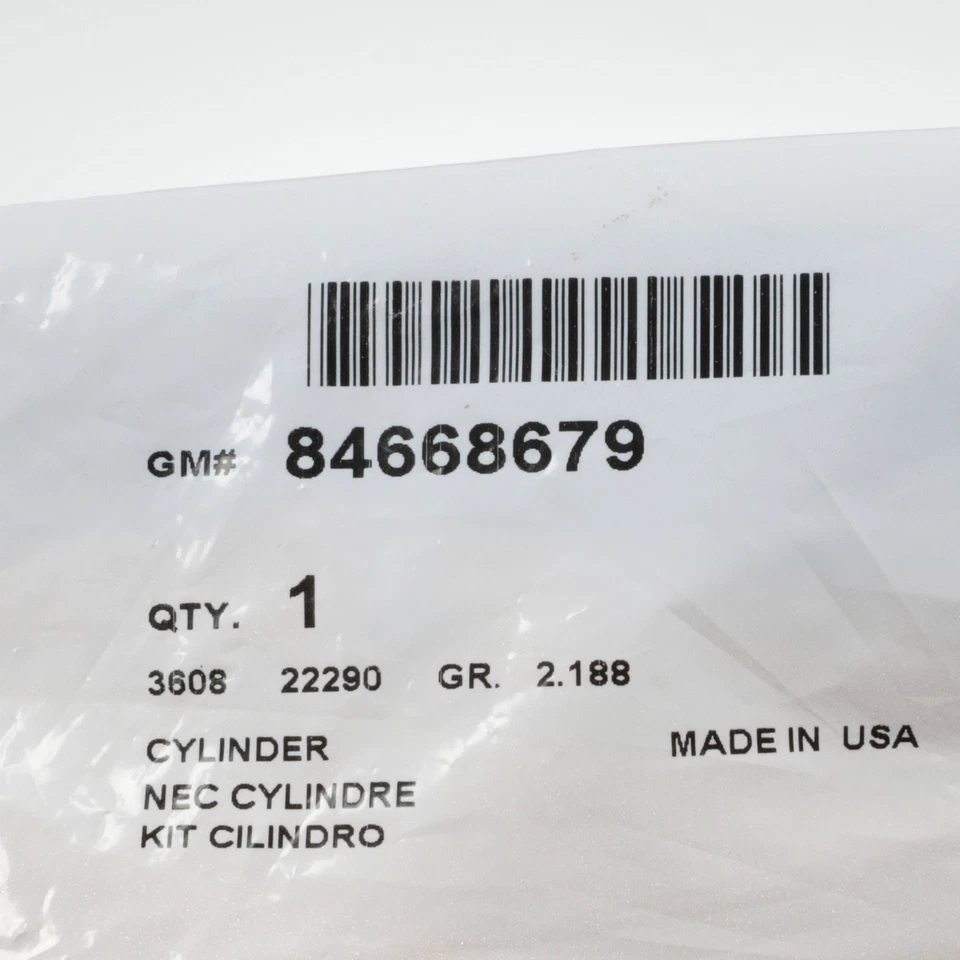 GM# 84668679
QTY. 1
3608 22290 GR. 2.188
CYLINDER MADE IN USA
NEC CYLINDRE
KIT CILINDRO